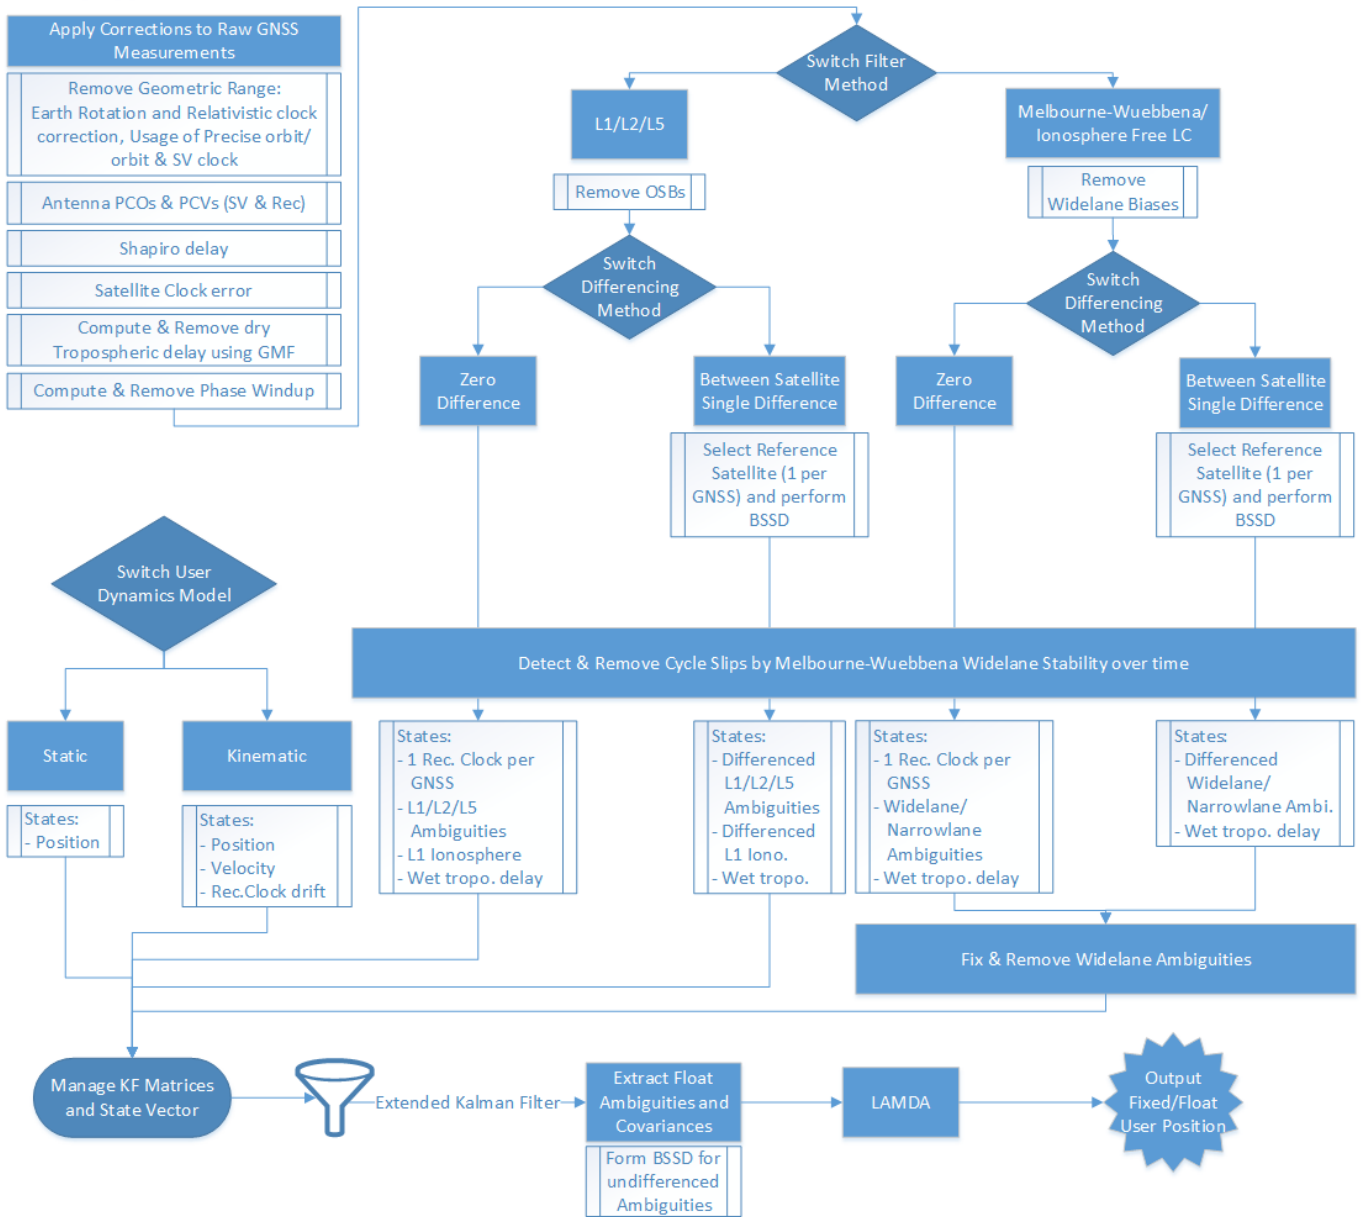 Apply Corrections to Raw GNSS
Measurements
Remove Geometric Range:
Earth Rotation and Relativistic clock
correction, Usage of Precise orbit/
orbit & SV clock
Antenna PCOs & PCVs (SV & Rec)
Shapiro delay
Satellite Clock error
Compute & Remove dry
Tropospheric delay using GMF
Compute & Remove Phase Windup
Switch Filter
Method
L1/L2/L5
Melbourne-Wuebbena/
Ionosphere Free LC
Remove OSBs
Remove
Widelane Biases
Switch
Differencing
Method
Switch
Differencing
Method
Zero
Difference
Between Satellite
Single Difference
Zero
Difference
Between Satellite
Single Difference
Select Reference
Satellite (1 per
GNSS) and perform
BSSD
Select Reference
Satellite (1 per
GNSS) and perform
BSSD
Switch User
Dynamics Model
Detect & Remove Cycle Slips by Melbourne-Wuebbena Widelane Stability over time
Static
Kinematic
States:
- Position
States:
- Position
- Velocity
- Rec.Clock drift
States:
- 1 Rec. Clock per
GNSS
- L1/L2/L5
Ambiguities
- L1 Ionosphere
- Wet tropo. delay
States:
- Differenced
L1/L2/L5
Ambiguities
- Differenced
L1 Iono.
- Wet tropo.
States:
- 1 Rec. Clock per
GNSS
- Widelane/
Narrowlane
Ambiguities
- Wet tropo. delay
States:
- Differenced
Widelane/
Narrowlane Ambi.
- Wet tropo. delay
Fix & Remove Widelane Ambiguities
Manage KF Matrices
and State Vector
Extended Kalman Filter
Extract Float
Ambiguities and
Covariances
Form BSSD for
undifferenced
Ambiguities
LAMDA
Output
Fixed/Float
User Position